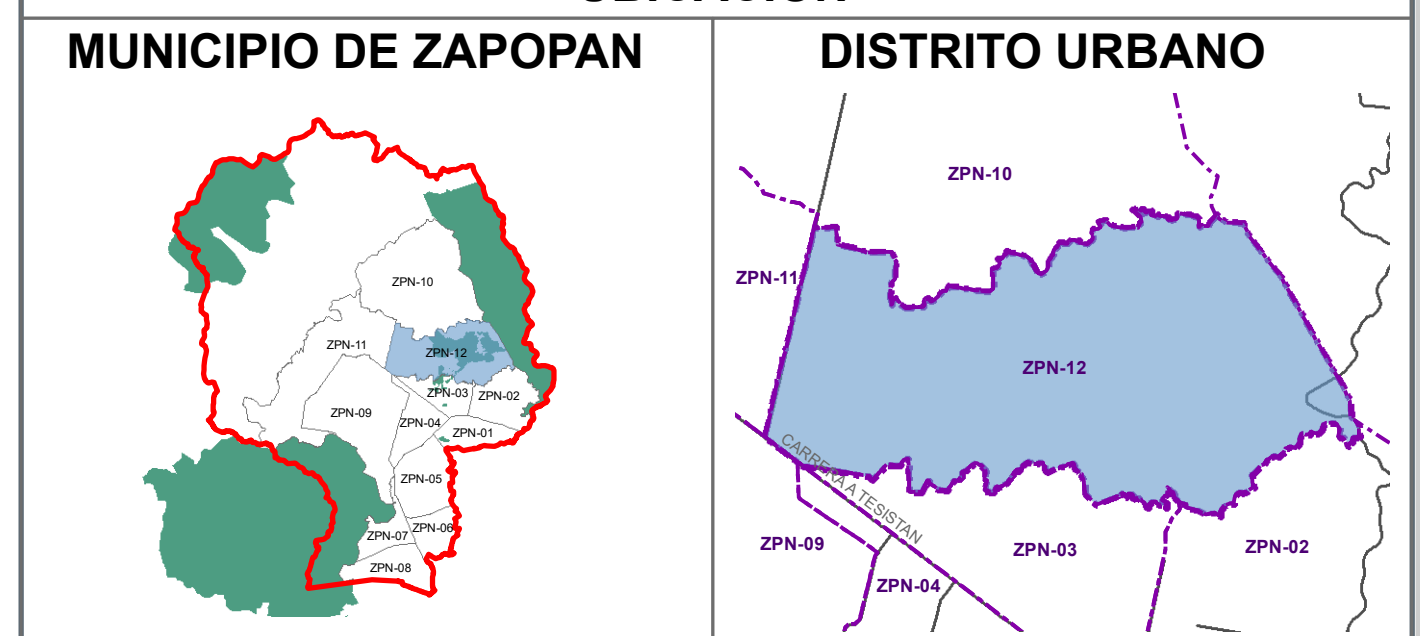 MUNICIPIO DE ZAPOPAN
ZPN-10
ZPN-11
ZPN-12
ZPN-03
ZPN-02
ZPN-09
ZPN-04
ZPN-01
ZPN-05
ZPN-06
ZPN-07
ZPN-08
DISTRITO URBANO
ZPN-10
ZPN-11
ZPN-12
CARRERA A TESISTAN
ZPN-09
ZPN-03
ZPN-02
ZPN-04